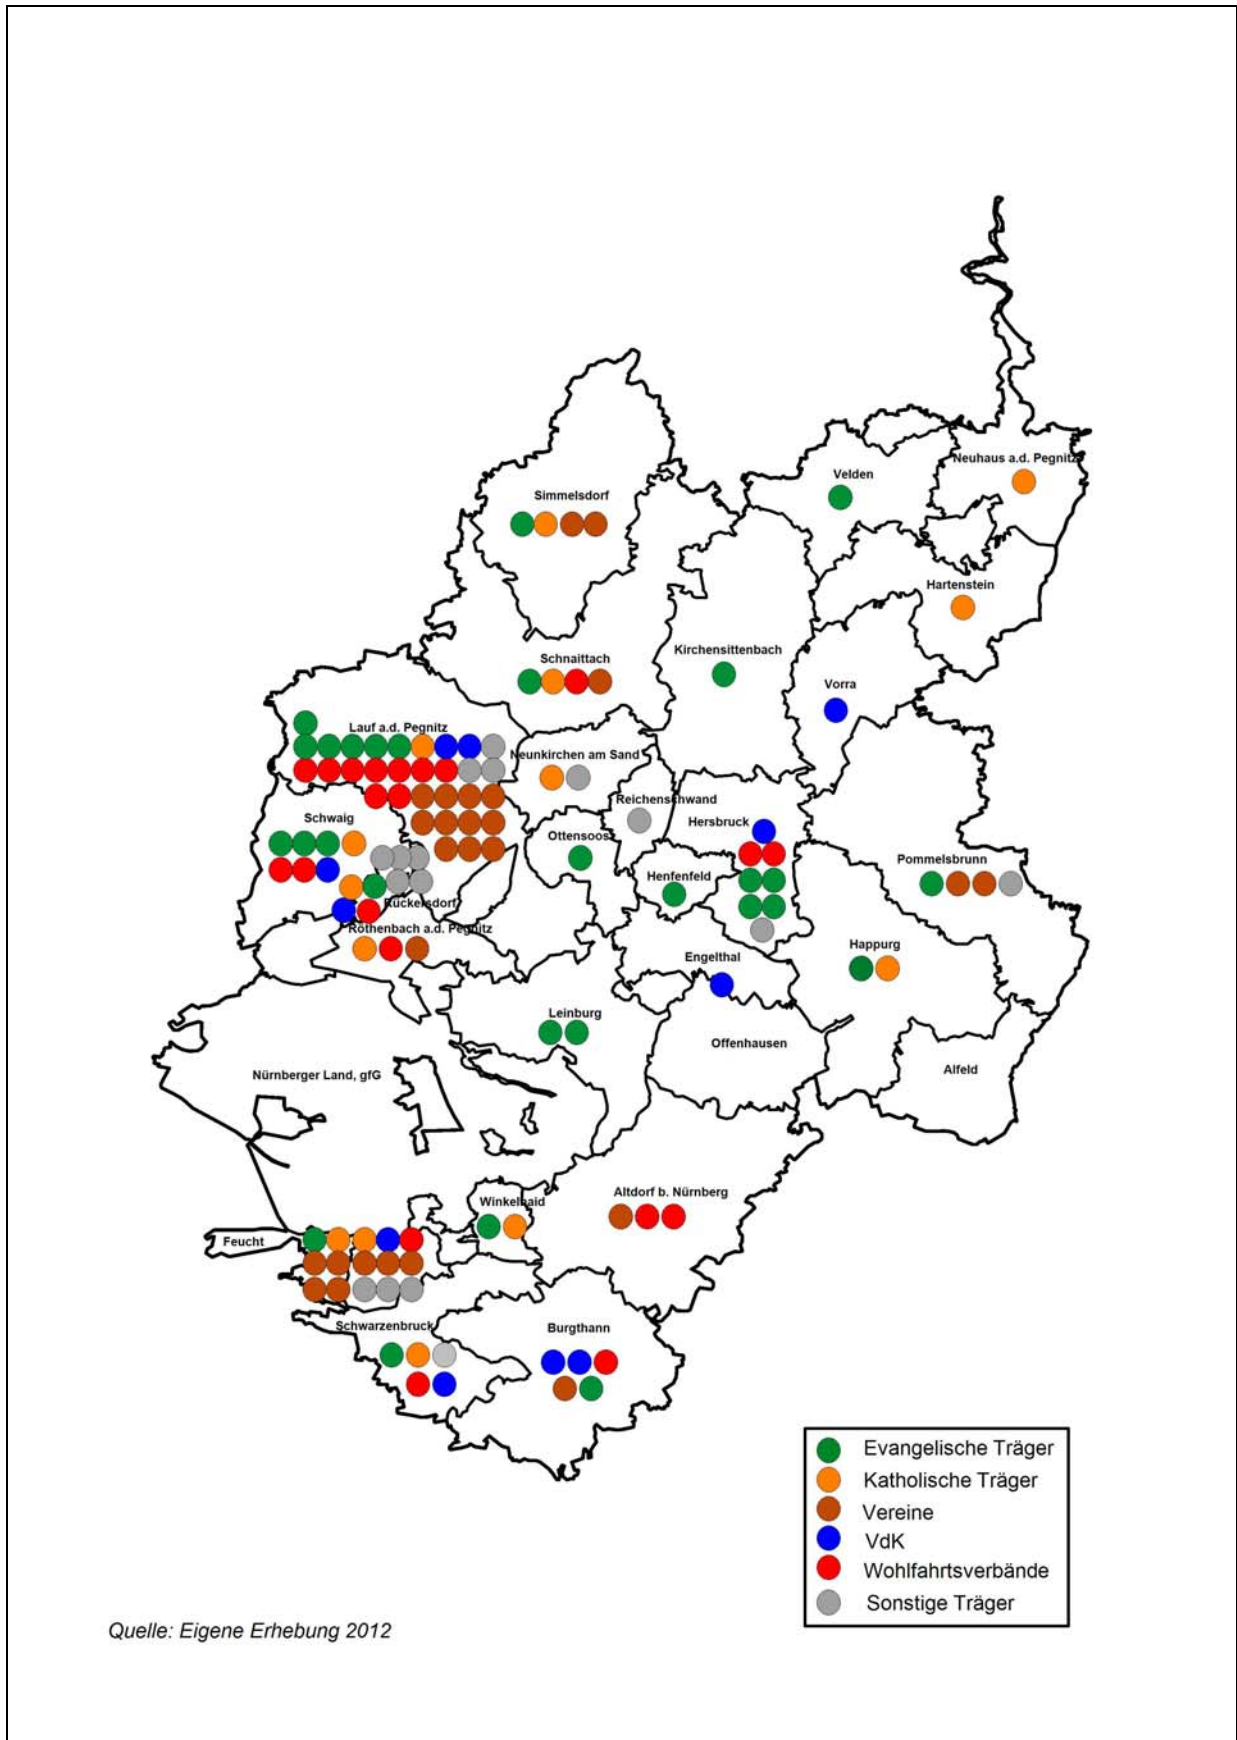 Neuhaus a.d. Pegnitz
Velden
Simmelsdorf
Hartenstein
Kirchensittenbach
Schnaittach
Vorra
Lauf a.d. Pegnitz
Neunkirchen am Sand
Reichenschwand
Schwaig
Hersbruck
Ottensoos
Pommelsbrunn
Henfenfeld
Rückersdorf
Röthenbach a.d. Pegnitz
Happurg
Engelthal
Leinburg
Offenhausen
Alfeld
Nürnberger Land, gfG
Altdorf b. Nürnberg
Winkelhaid
Feucht
Schwarzenbruck
Burgthann
Evangelische Träger
Katholische Träger
Vereine
VdK
Wohlfahrtsverbände
Sonstige Träger
Quelle: Eigene Erhebung 2012